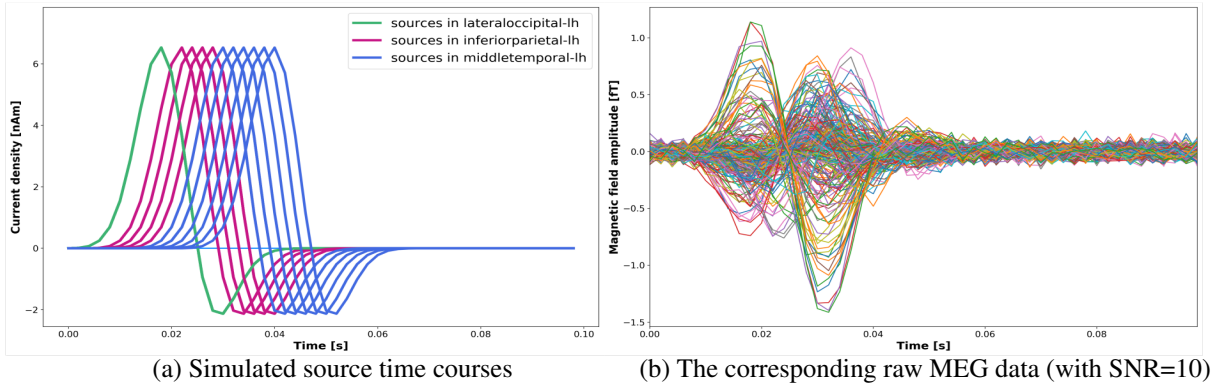 sources in lateraloccipital-lh
sources in inferiorparietal-lh
sources in middletemporal-lh
Current density [nAm]
6
4
2
0
−2
0.00 0.02 0.04 0.06 0.08 0.10
Time [s]
(a) Simulated source time courses
Magnetic field amplitude [fT]
1.0
0.5
0.0
−0.5
−1.0
−1.5
0.00 0.02 0.04 0.06 0.08
Time [s]
(b) The corresponding raw MEG data (with SNR=10)